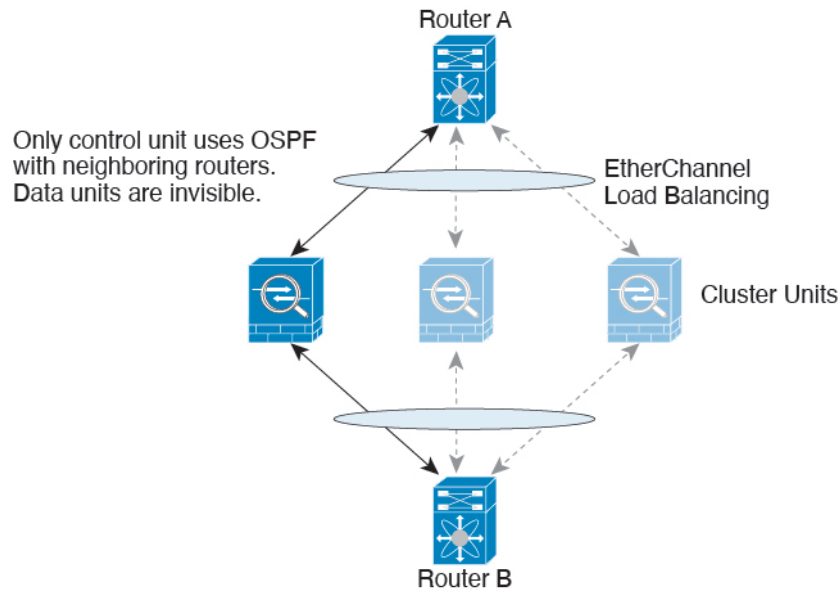 Router A
Only control unit uses OSPF
with neighboring routers.
Data units are invisible.
EtherChannel
Load Balancing
Cluster Units
Router B